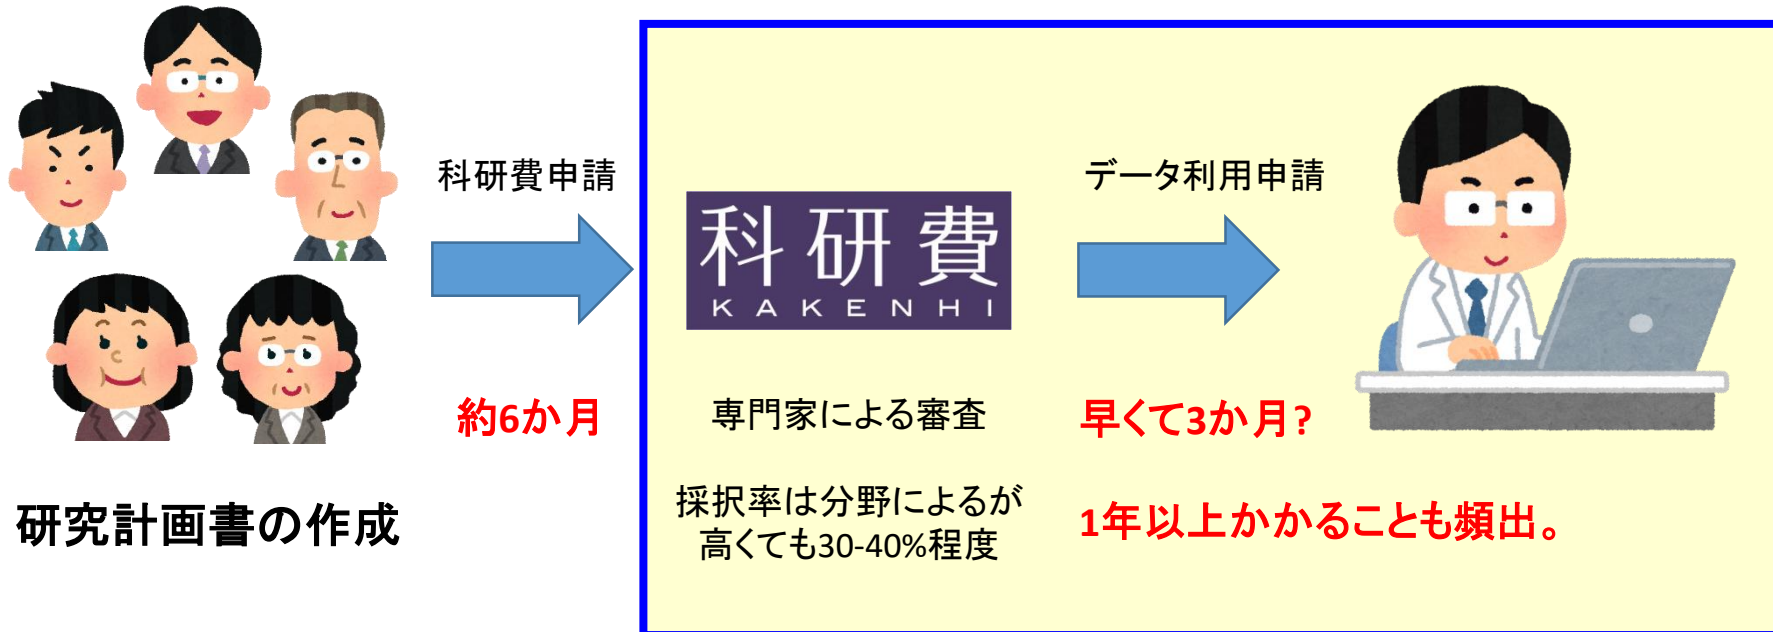 科研費申請
約6か月
研究計画書の作成
科研費
KAKENHI
専門家による審査
採択率は分野によるが
高くても30-40%程度
データ利用申請
早くて3か月?
1年以上かかることも頻出。